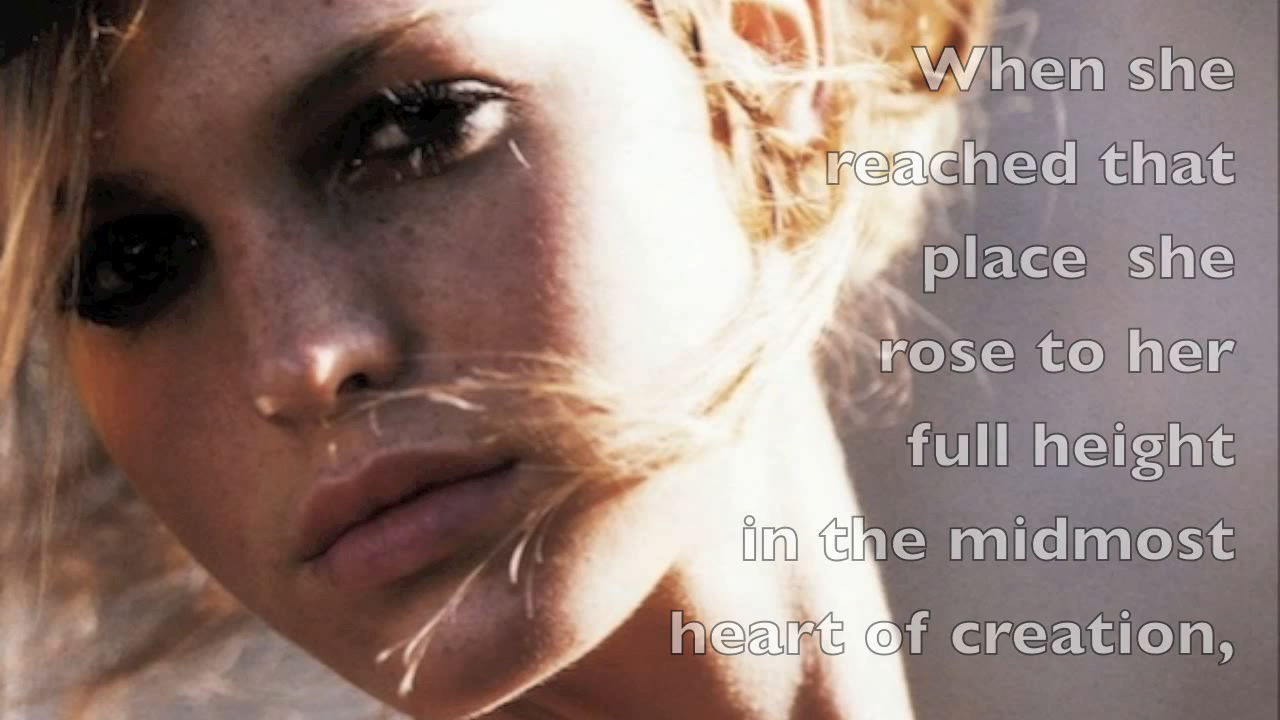 When she
reached that
place  she
rose to her
full height
in the midmost
heart of creation,